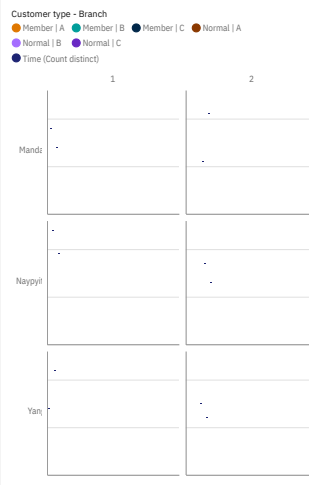 Customer type - Branch
Member | A Member | B Member | C Normal | A
Normal | B Normal | C
Time (Count distinct)
1 2
Manda
Naypyi
Yan